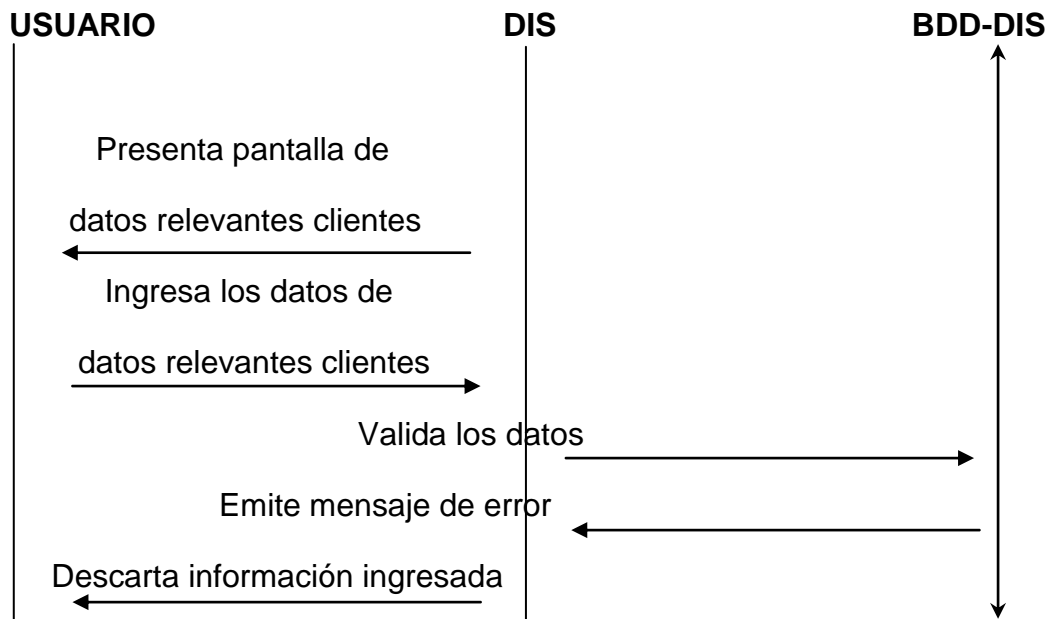 USUARIO DIS BDD-DIS
Presenta pantalla de
datos relevantes clientes
Ingresa los datos de
datos relevantes clientes
Valida los datos
Emite mensaje de error
Descarta información ingresada